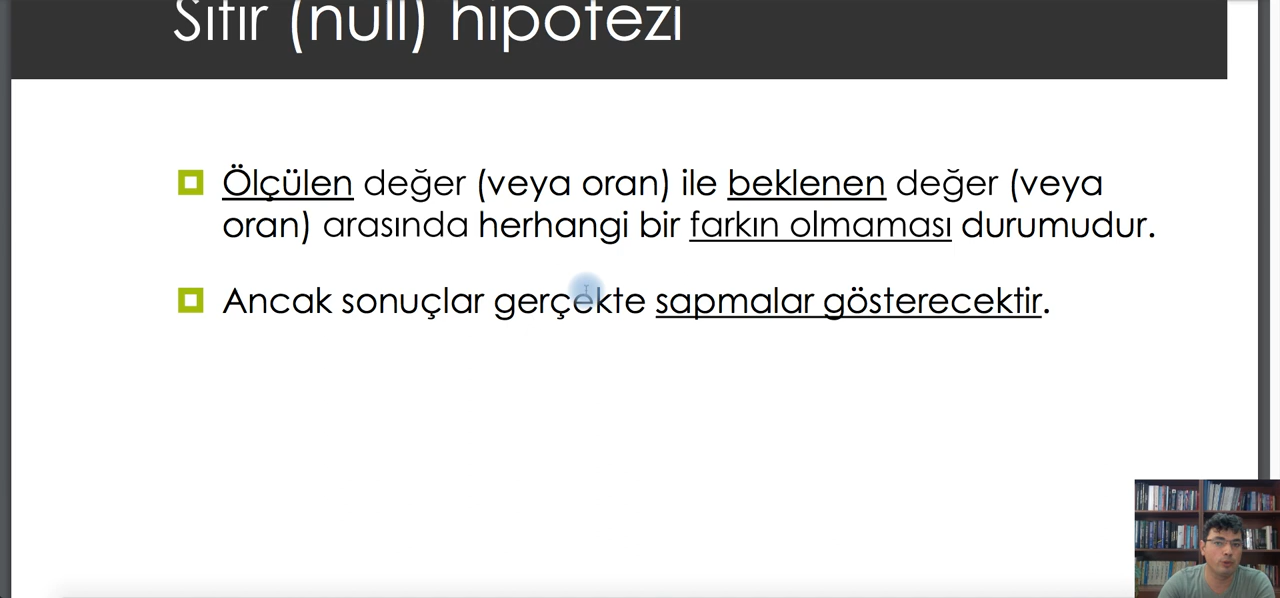 Sıfır (null) hipotezi
Ölçülen değer (veya oran) ile beklenen değer (veya
oran) arasında herhangi bir farkın olmaması durumudur.
Ancak sonuçlar gerçekte sapmalar gösterecektir.